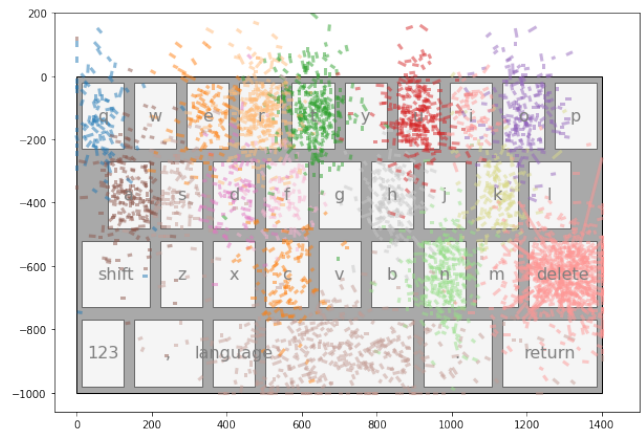 200
0
−200
−400
−600
−800
−1000
q w e r y i o p
s d f g h j k l
shift z x c v b n m delete
123 , language . return
0 200 400 600 800 1000 1200 1400